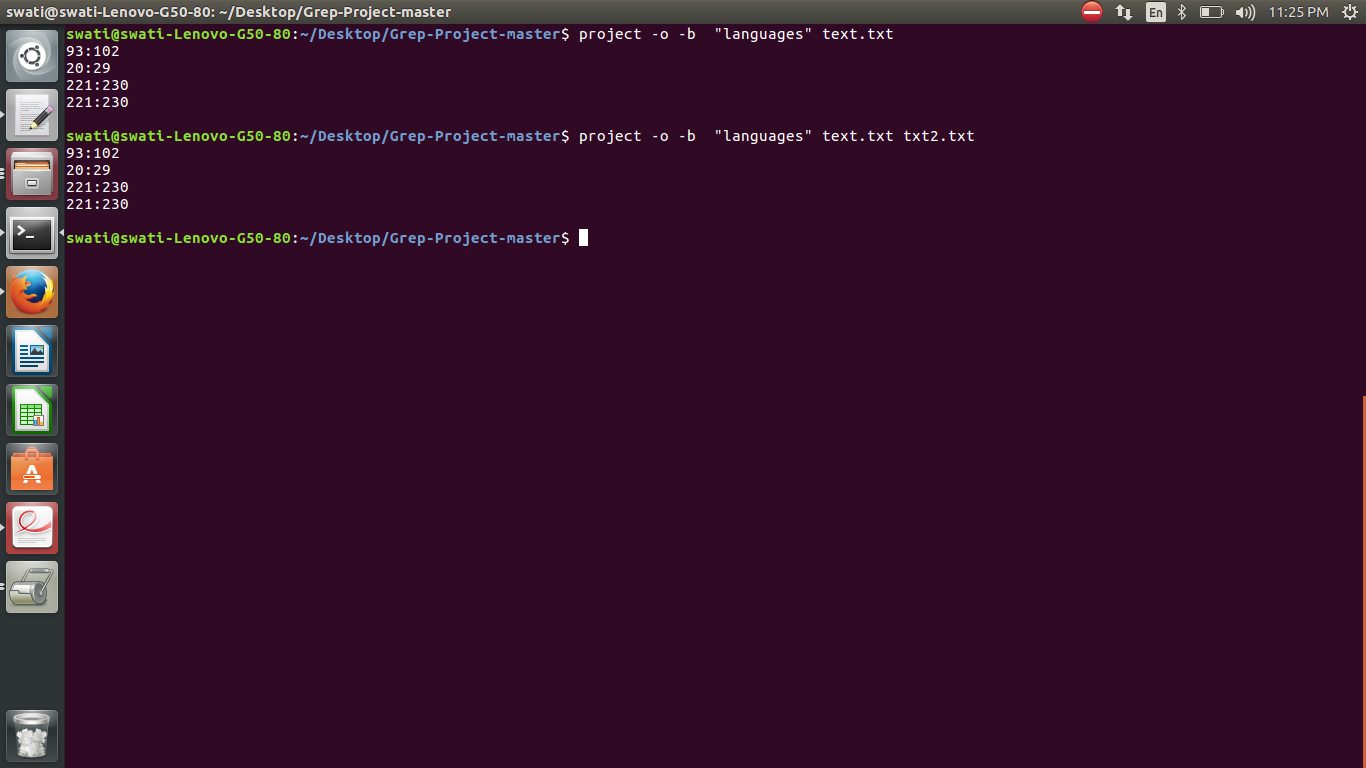 swati@swati-Lenovo-G50-80: ~/Desktop/Grep-Project-master
En
11:25 PM
swati@swati-Lenovo-G50-80:~/Desktop/Grep-Project-master$ project -o -b  "languages" text.txt
93:102
20:29
221:230
221:230
swati@swati-Lenovo-G50-80:~/Desktop/Grep-Project-master$ project -o -b  "languages" text.txt txt2.txt
93:102
20:29
221:230
221:230
swati@swati-Lenovo-G50-80:~/Desktop/Grep-Project-master$